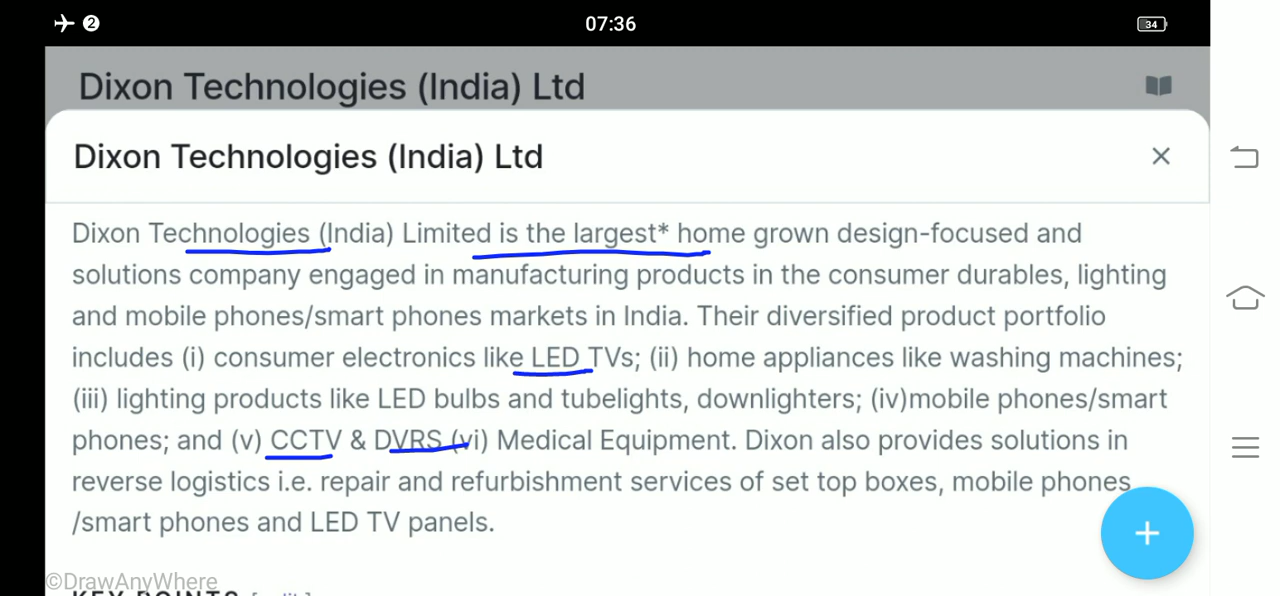 2
07:36
34
Dixon Technologies (India) Ltd
Dixon Technologies (India) Ltd
Dixon Technologies (India) Limited is the largest* home grown design-focused and
solutions company engaged in manufacturing products in the consumer durables, lighting
and mobile phones/smart phones markets in India. Their diversified product portfolio
includes (i) consumer electronics like LED TVs; (ii) home appliances like washing machines;
(iii) lighting products like LED bulbs and tubelights, downlighters; (iv)mobile phones/smart
phones; and (v) CCTV & DVRS (vi) Medical Equipment. Dixon also provides solutions in
reverse logistics i.e. repair and refurbishment services of set top boxes, mobile phones
/smart phones and LED TV panels.
©DrawAnyWhere
KEY POINTS [edit]